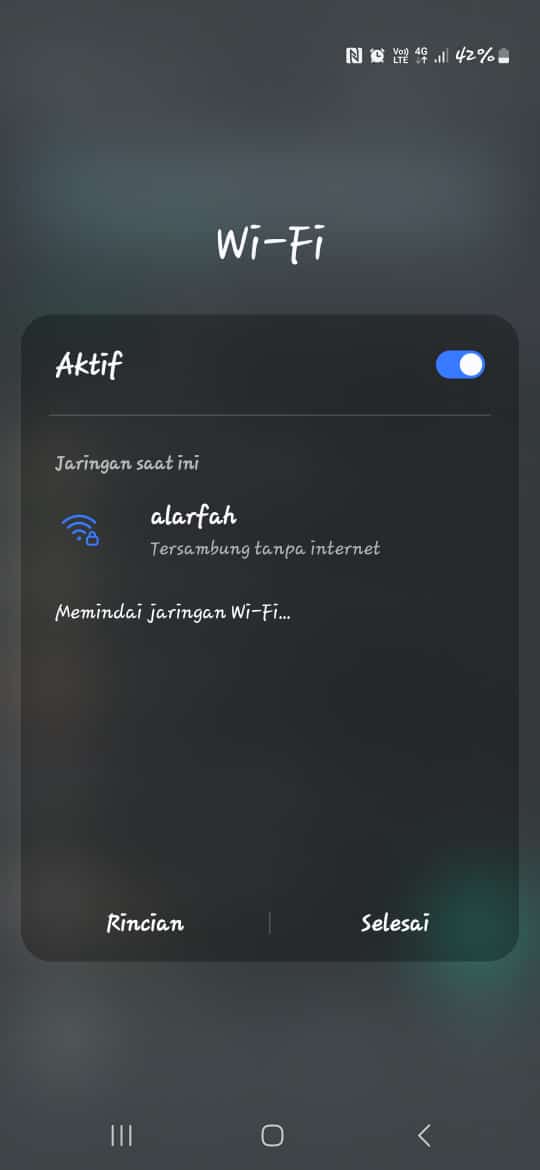 Vo)) LTE 4G 42%
Wi-Fi
Aktif
Jaringan saat ini
alarfah
Tersambung tanpa internet
Memindai jaringan Wi-Fi...
Rincian
Selesai